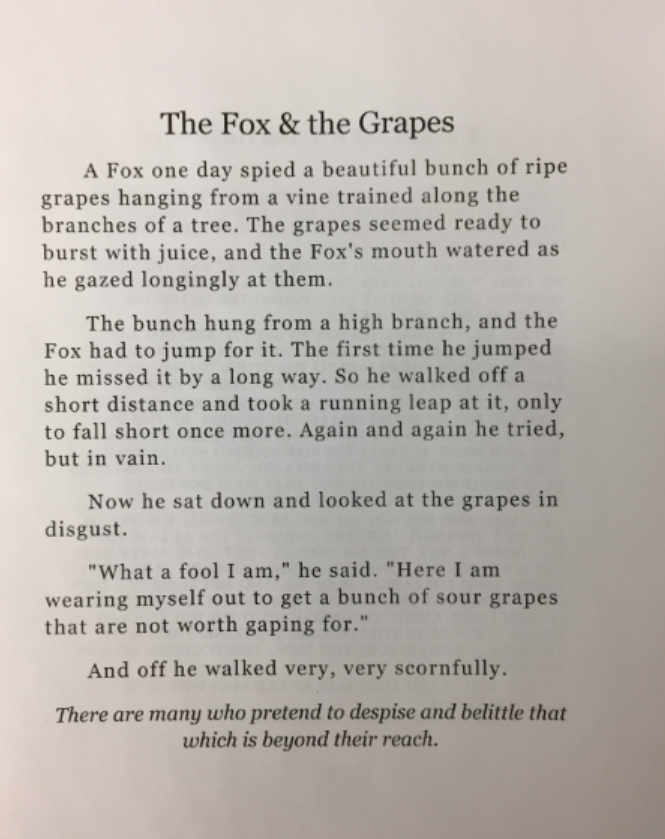 The Fox & the Grapes
A Fox one day spied a beautiful bunch of ripe
grapes hanging from a vine trained along the
branches of a tree. The grapes seemed ready to
burst with juice, and the Fox's mouth watered as
he gazed longingly at them.
The bunch hung from a high branch, and the
Fox had to jump for it. The first time he jumped
he missed it by a long way. So he walked off a
short distance and took a running leap at it, only
to fall short once more. Again and again he tried,
but in vain.
Now he sat down and looked at the grapes in
disgust.
"What a fool I am," he said. "Here I am
wearing myself out to get a bunch of sour grapes
that are not worth gaping for."
And off he walked very, very scornfully.
There are many who pretend to despise and belittle that
which is beyond their reach.